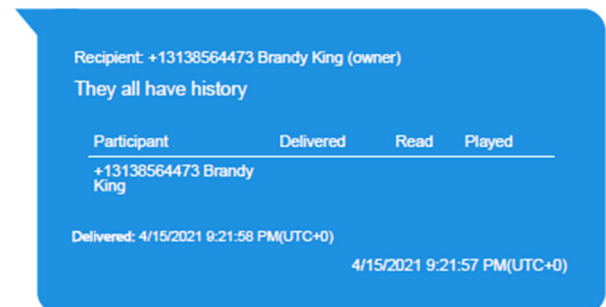 Recipient: +13138564473 Brandy King (owner)
They all have history
Participant Delivered Read Played
+13138564473 Brandy
King
Delivered: 4/15/2021 9:21:58 PM(UTC+0)
4/15/2021 9:21:57 PM(UTC+0)